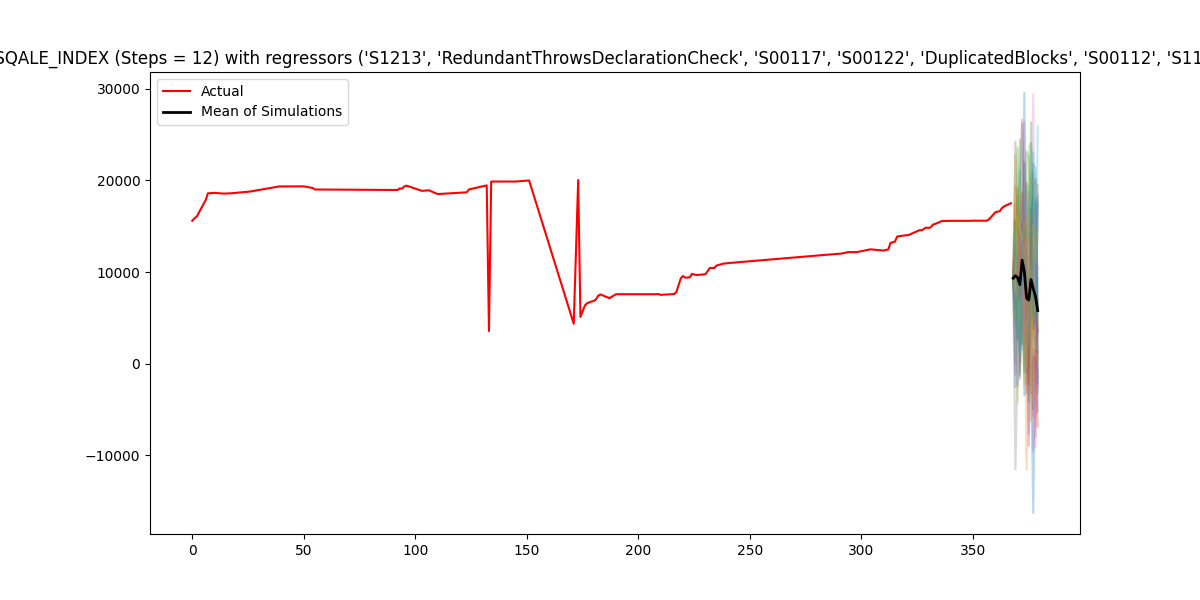 SQALE_INDEX (Steps = 12) with regressors ('S1213', 'RedundantThrowsDeclarationCheck', 'S00117', 'S00122', 'DuplicatedBlocks', 'S00112', 'S11
Actual
Mean of Simulations
30000
20000
10000
0
−10000
0 50 100 150 200 250 300 350